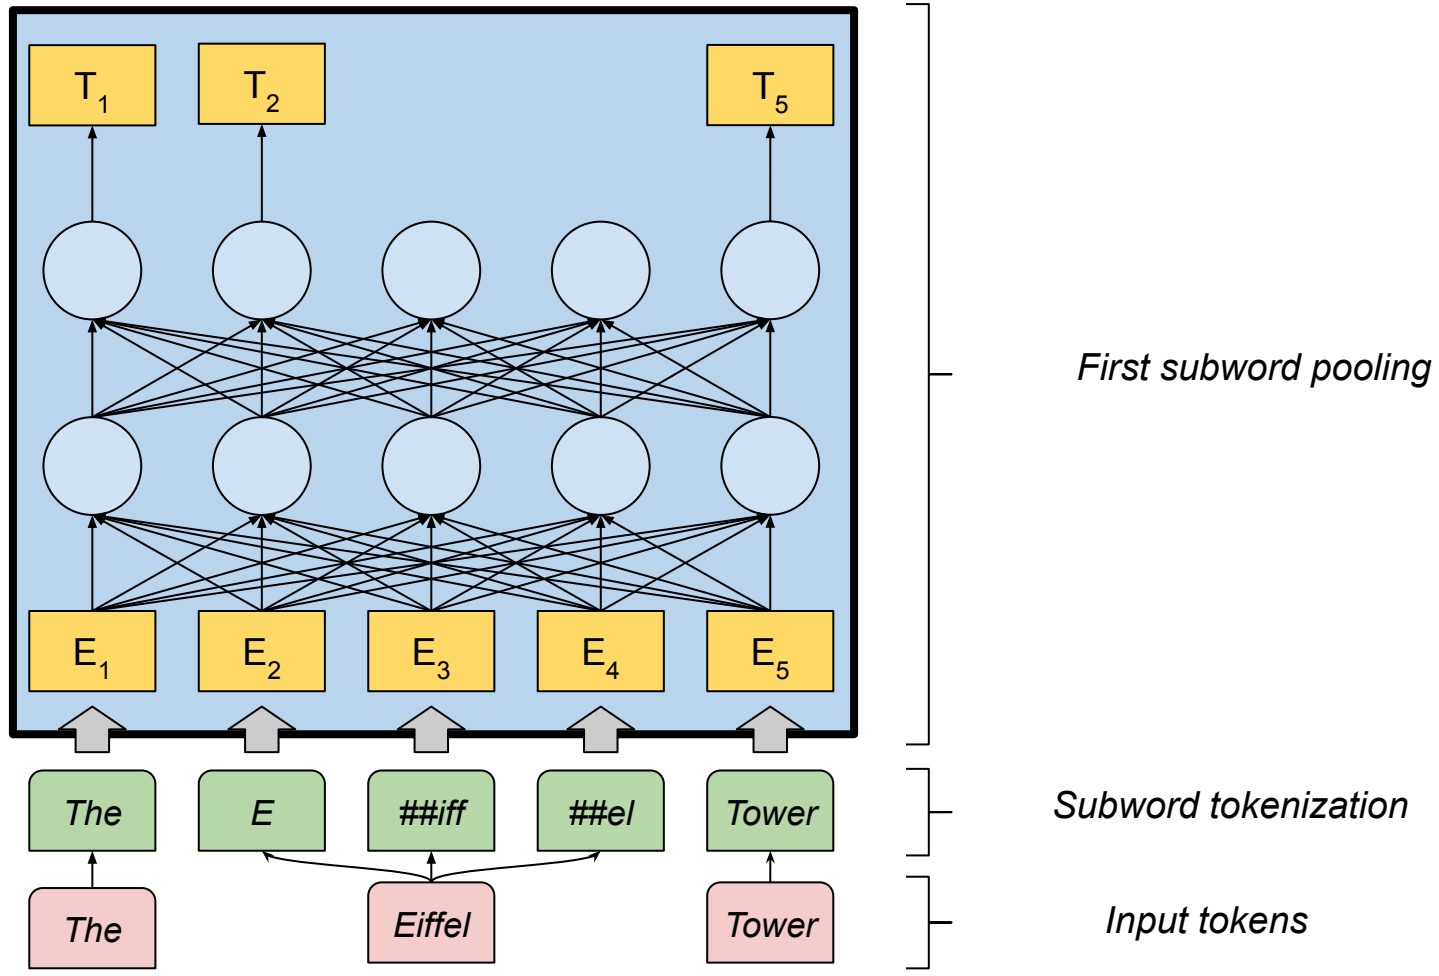 T1 T2 T5
First subword pooling
E1 E2 E3 E4 E5
The E ##iff ##el Tower
Subword tokenization
The Eiffel Tower
Input tokens